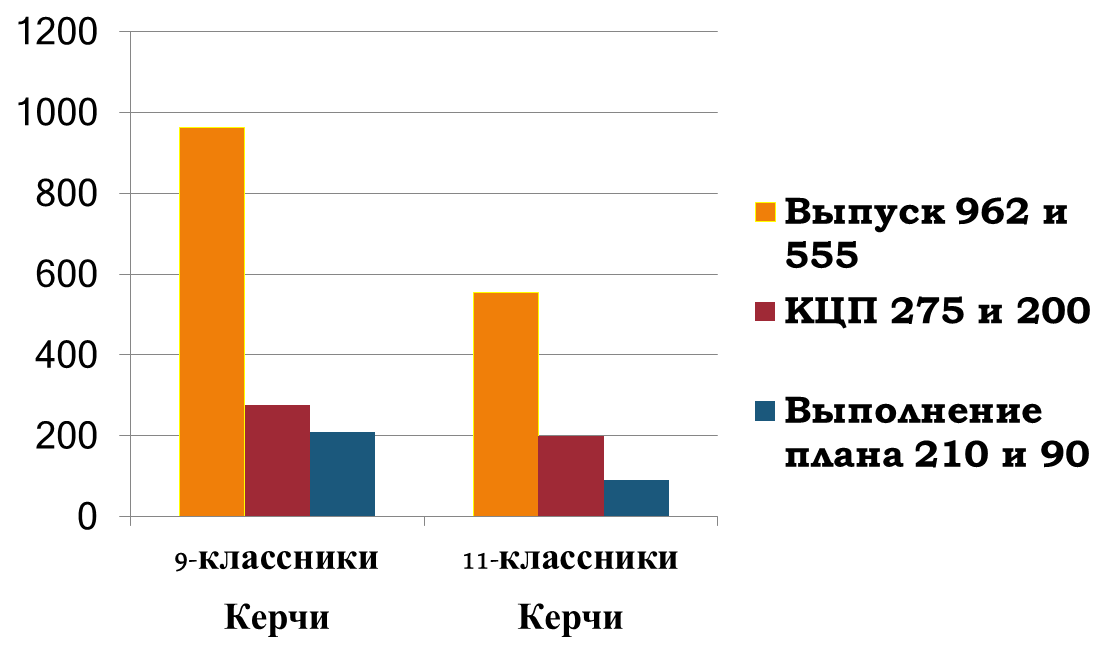 1200
1000
800
600
400
200
0
9-классники
Керчи
11-классники
Керчи
Выпуск 962 и
555
КЦП 275 и 200
Выполнение
плана 210 и 90